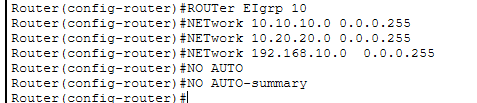 Router(config-router)#ROUTer EIgrp 10
Router(config-router)#NETwork 10.10.10.0 0.0.0.255
Router(config-router)#NETwork 10.20.20.0 0.0.0.255
Router(config-router)#NETwork 192.168.10.0  0.0.0.255
Router(config-router)#NO AUTO
Router(config-router)#NO AUTO-summary
Router(config-router)#